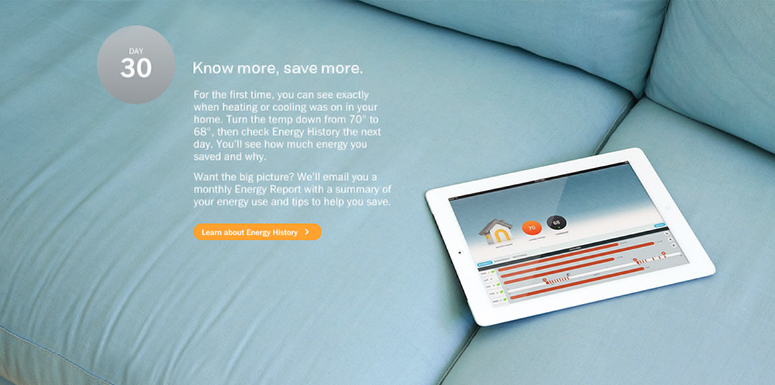 DAY
30
Know more, save more.
For the first time, you can see exactly
when heating or cooling was on in your
home. Turn the temp down from 70° to
68°, then check Energy History the next
day. You'll see how much energy you
saved and why.
Want the big picture? We'll email you a
monthly Energy Report with a summary of
your energy use and tips to help you save.
Learn about Energy History
70
68